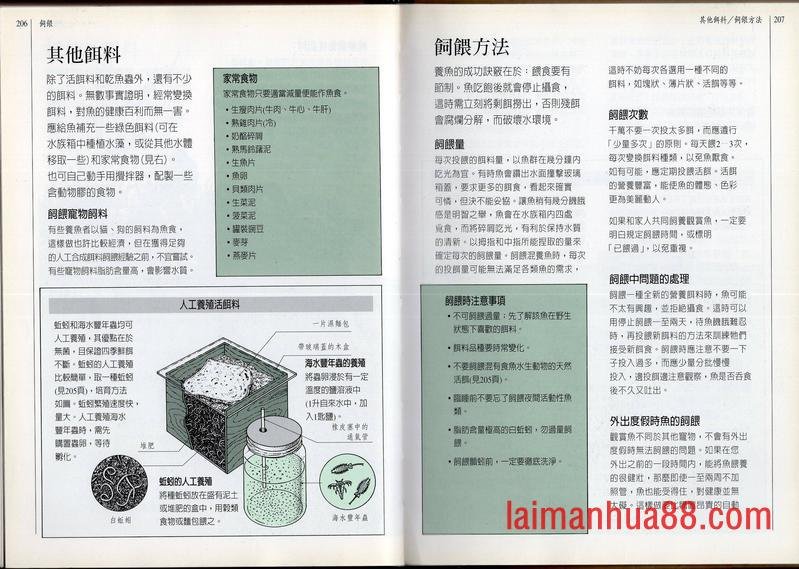 206 飼餵
其他餌料
除了活餌料和乾魚蟲外，還有不少
的餌料。無數事實證明，經常變換
餌料，對魚的健康百利而無一害。
應給魚補充一些綠色餌料(可在
水族箱中種植水藻，或從其他水體
移取一些)和家常食物(見右)。
也可自己動手用攪拌器，配製一些
含動物膠的食物。
飼餵寵物飼料
有些養魚者以貓、狗的飼料為魚食，
這樣做也許比較經濟，但在獲得足夠
的人工合成餌料飼餵經驗之前，不宜嘗試。
有些寵物飼料脂肪含量高，會影響水質。
家常食物
家常食物只要適當減量便能作魚食。
•生瘦肉片(牛肉、牛心、牛肝)
•熟雞肉片(冷)
•奶酪碎屑
•熟馬鈴薯泥
•生魚片
•魚卵
•貝類肉片
•生菜泥
•菠菜泥
•罐裝豌豆
•麥芽
•燕麥片
人工養殖活餌料
蚯蚓和海水豐年蟲均可
人工養殖，其優點在於
無菌，且保證四季鮮餌
不斷。蚯蚓的人工養殖
比較簡單，取一種蚯蚓
(見205頁)，培育方法
如圖。蚯蚓繁殖速度快，
量大。人工養殖海水
豐年蟲時，需先
購置蟲卵，等待
孵化。
一片濕麵包
帶玻璃蓋的木盒
海水豐年蟲的養殖
將蟲卵浸於有一定
溫度的鹽溶液中
(1升自來水中，加
入1匙鹽)。
橡皮塞中的
通氣管
堆肥
白蚯蚓
蚯蚓的人工養殖
將種蚯蚓放在盛有泥土
或堆肥的盒中，用穀類
食物或麵包餵之。
海水豐年蟲
其他餌料／飼餵方法 207
飼餵方法
養魚的成功訣竅在於：餵食要有
節制。魚吃飽後就會停止攝食，
這時需立刻將剩餌撈出，否則殘餌
會腐爛分解，而破壞水環境。
飼餵量
每次投餵的餌料量，以魚群在幾分鐘內
吃光為宜。有時魚會鑽出水面撞擊玻璃
箱蓋，要求更多的餌食，看起來確實
可憐，但決不能妥協。讓魚稍有幾分饑餓
感是明智之舉，魚會在水族箱內四處
覓食，而將碎屑吃光，有利於保持水質
的清新。以拇指和中指所能捏取的量來
確定每次的飼餵量。飼餵混養魚時，每次
的投餌量可能無法滿足各類魚的需求，
飼餵時注意事項
•不可飼餵過量；先了解該魚在野生
狀態下喜歡的餌料。
•餌料品種要時常變化。
•不要飼餵混有食魚水生動物的天然
活餌(見205頁)。
•臨睡前不要忘了飼餵夜間活動性魚
類。
•脂肪含量極高的白蚯蚓，勿過量飼
餵。
•飼餵顫蚓前，一定要徹底洗淨。
這時不妨每次各選用一種不同的
餌料，如塊狀、薄片狀、活餌等等。
飼餵次數
千萬不要一次投太多餌，而應遵行
「少量多次」的原則。每天餵2－3次，
每次變換餌料種類，以免魚厭食。
如有可能，應定期投餵活餌。活餌
的營養豐富，能使魚的體態、色彩
更為美麗動人。
如果和家人共同飼養觀賞魚，一定要
明白規定飼餵時間，或標明
「已餵過」，以免重複。
飼餵中問題的處理
飼餵一種全新的營養餌料時，魚可能
不太有興趣，並拒絕攝食。這時可以
用停止飼餵一至兩天，待魚饑餓難忍
時，再投餵新餌料的方法來訓練牠們
接受新餌食。飼餵時應注意不要一下
子投入過多，而應少量分批慢慢
投入，邊投餌邊注意觀察，魚是否吞食
後不久又吐出。
外出度假時魚的飼餵
觀賞魚不同於其他寵物，不會有外出
度假時無法飼餵的問題。如果在您
外出之前的一段時間內，能將魚餵養
的很健壯，那麼即使一至兩周不加
照管，魚也能受得住，對健康並無
大礙。這樣做要比購置昂貴的自動
laimanhua88.com